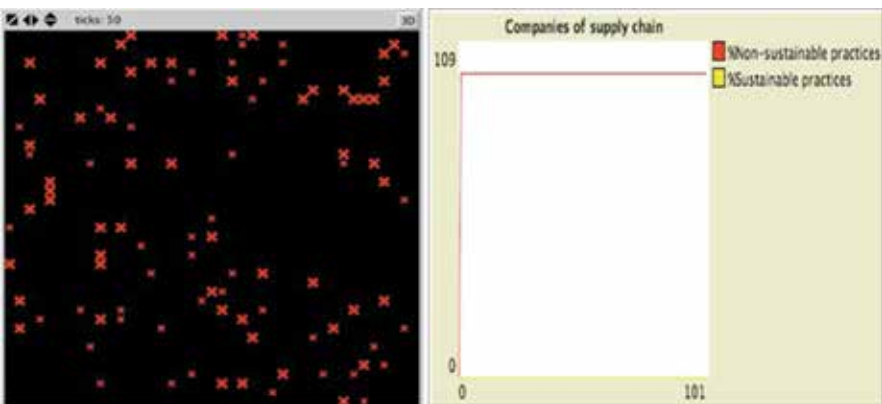 ticks: 50
3D
Companies of supply chain
109
%Non-sustainable practices
%Sustainable practices
0
0
101